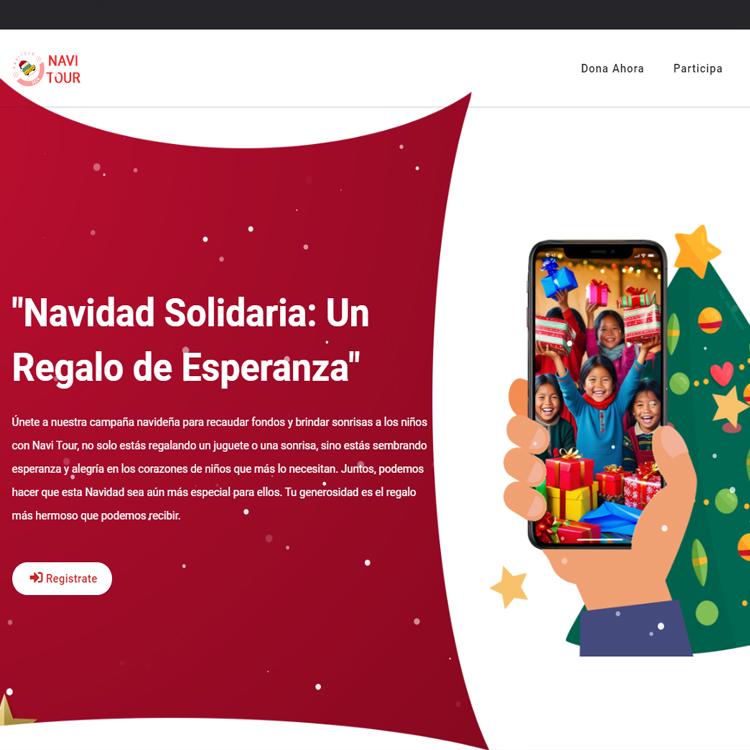 NAVI
TOUR
Dona Ahora
Participa
"Navidad Solidaria: Un
Regalo de Esperanza"
Únete a nuestra campaña navideña para recaudar fondos y brindar sonrisas a los niños
con Navi Tour, no solo estás regalando un juguete o una sonrisa, sino estás sembrando
esperanza y alegría en los corazones de niños que más lo necesitan. Juntos, podemos
hacer que esta Navidad sea aún más especial para ellos. Tu generosidad es el regalo
más hermoso que podemos recibir.
Registrate